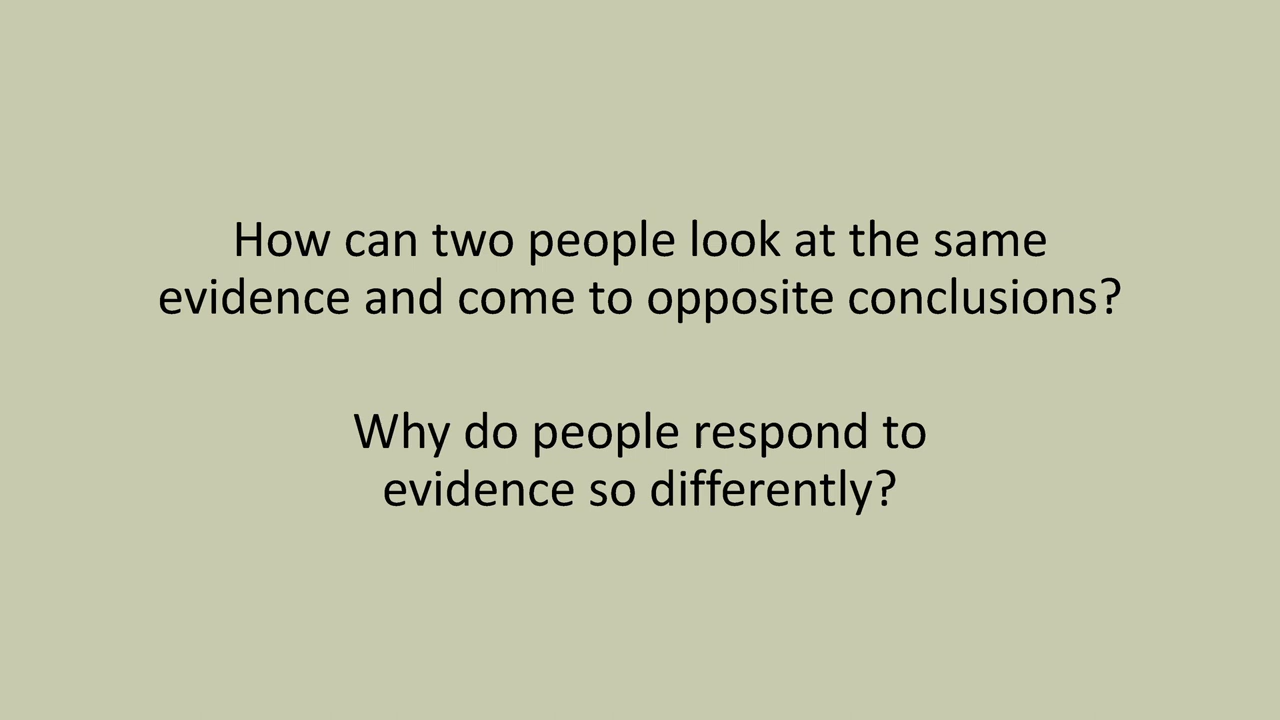 How can two people look at the same
evidence and come to opposite conclusions?
Why do people respond to
evidence so differently?